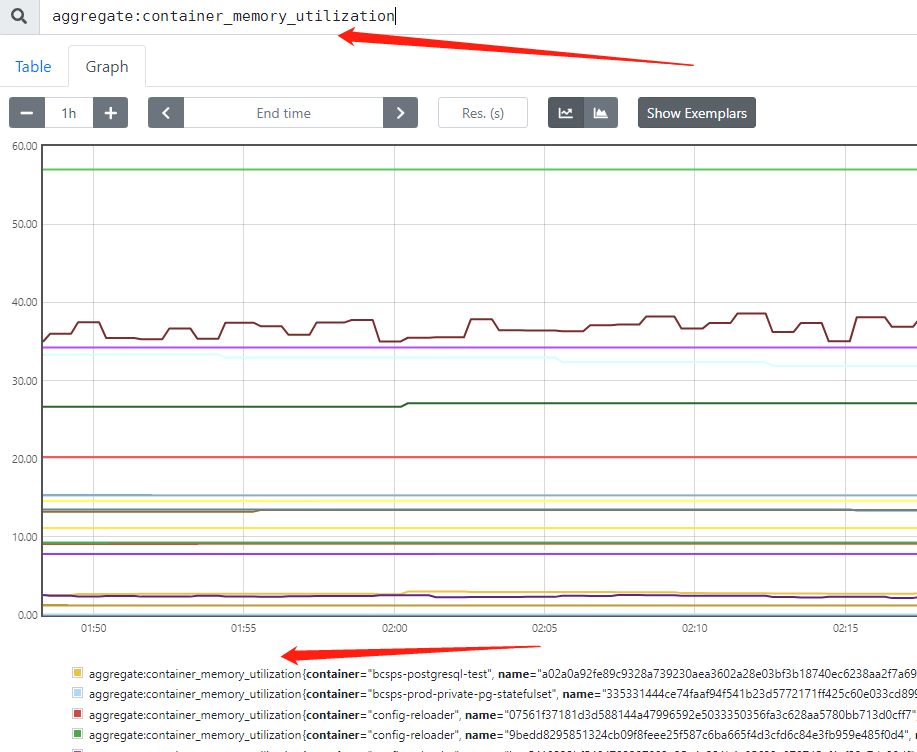 aggregate:container_memory_utilization
Table Graph
1h End time Res. (s) Show Exemplars
60.00
50.00
40.00
30.00
20.00
10.00
0.00
01:50 01:55 02:00 02:05 02:10 02:15
aggregate:container_memory_utilization{container="bcsps-postgresql-test", name="a02a0a92fe89c9328a739230aea3602a28e03bf3b18740ec6238aa2f7a69
aggregate:container_memory_utilization{container="bcsps-prod-private-pg-statefulset", name="335331444ce74faaf94f541b23d5772171ff425c60e033cd899
aggregate:container_memory_utilization{container="config-reloader", name="07561f37181d3d588144a47996592e5033350356fa3c628aa5780bb713d0cff7"
aggregate:container_memory_utilization{container="config-reloader", name="9bedd8295851324cb09f8feee25f587c6ba665f4d3cfd6c84e3fb959e485f0d4",